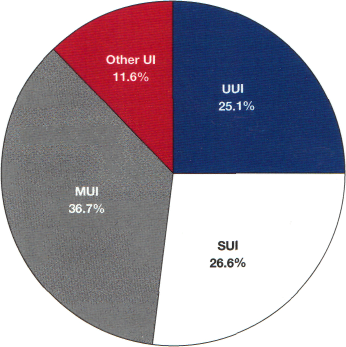 Other UI
11.6%
UUI
25.1%
MUI
36.7%
SUI
26.6%